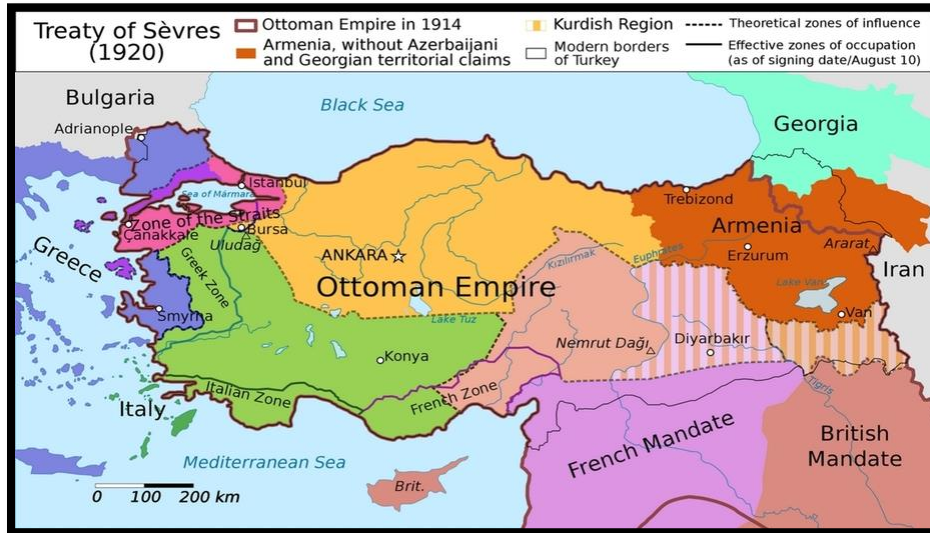 Treaty of Sèvres
(1920)
Ottoman Empire in 1914
Armenia, without Azerbaijani
and Georgian territorial claims
Kurdish Region
Modern borders
of Turkey
Theoretical zones of influence
Effective zones of occupation
(as of signing date/August 10)
Bulgaria
Black Sea
Adrianople
Georgia
Istanbul
Sea of Mármara
Trebizond
Zone of the Straits
Çanakkale
Bursa
Uludağ
Armenia
Ararat
Greece
Greek Zone
ANKARA
Kızılırmak
Euphrates
Erzurum
Iran
Ottoman Empire
Lake Van
Smyrna
Lake Tuz
Van
Konya
Nemrut Dağı
Diyarbakır
Italy
Italian Zone
French Zone
Tigris
French Mandate
British
Mandate
Mediterranean Sea
Brit.
0 100 200 km